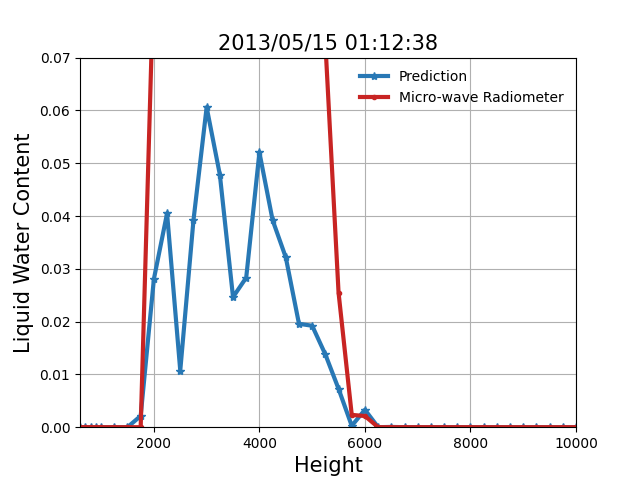 2013/05/15 01:12:38
Prediction
Micro-wave Radiometer
Liquid Water Content
0.07
0.06
0.05
0.04
0.03
0.02
0.01
0.00
2000 4000 6000 8000 10000
Height